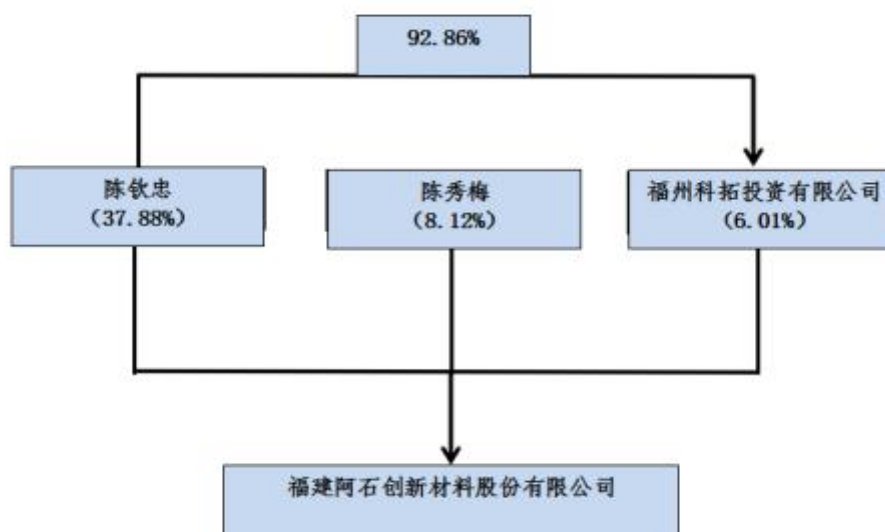 92.86%
陈钦忠
（37.88%）
陈秀梅
（8.12%）
福州科拓投资有限公司
（6.01%）
福建阿石创新材料股份有限公司